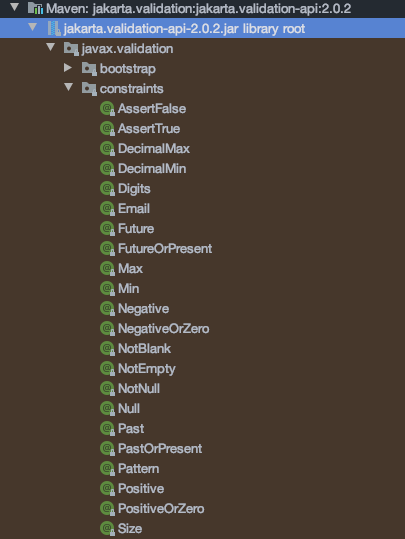 Maven: jakarta.validation:jakarta.validation-api:2.0.2
jakarta.validation-api-2.0.2.jar library root
javax.validation
bootstrap
constraints
AssertFalse
AssertTrue
DecimalMax
DecimalMin
Digits
Email
Future
FutureOrPresent
Max
Min
Negative
NegativeOrZero
NotBlank
NotEmpty
NotNull
Null
Past
PastOrPresent
Pattern
Positive
PositiveOrZero
Size